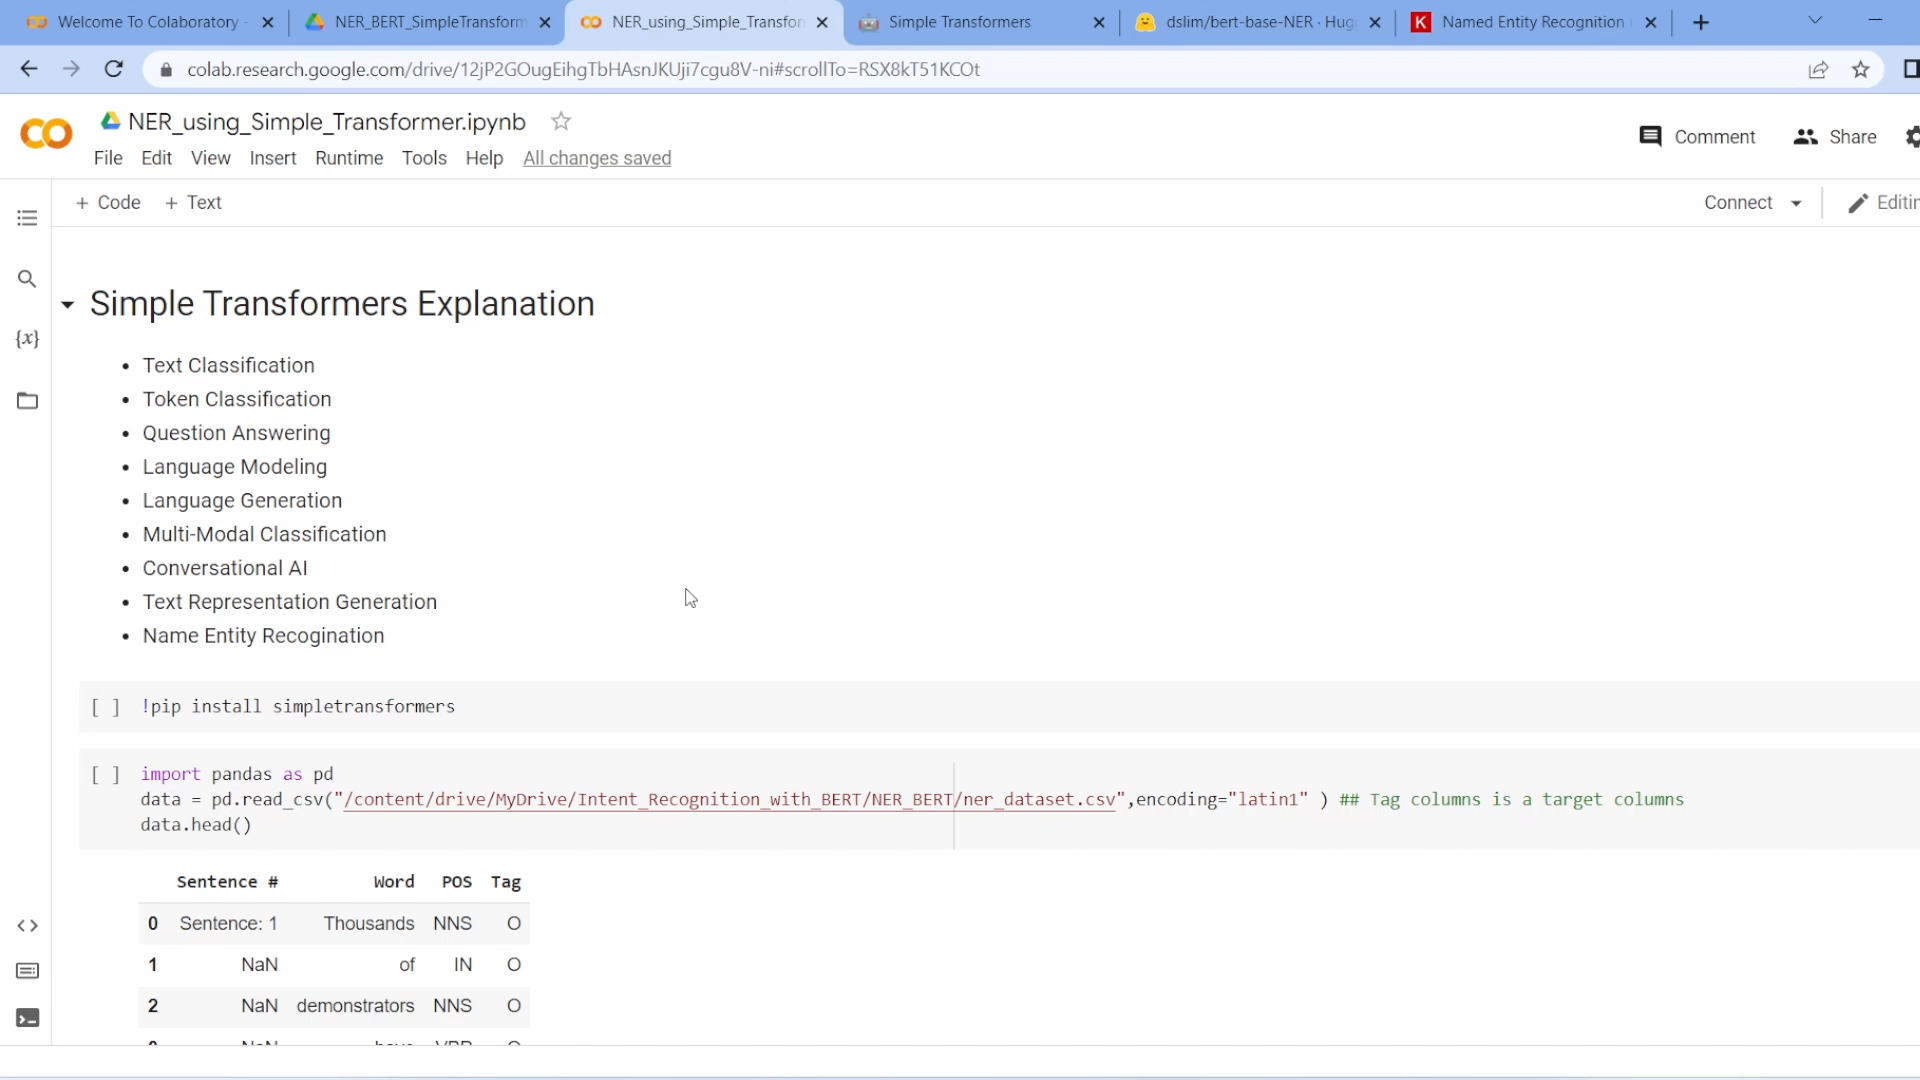 Welcome To Colaboratory -
NER_BERT_SimpleTransform
NER_using_Simple_Transfor
Simple Transformers
dslim/bert-base-NER · Hug
K Named Entity Recognition
colab.research.google.com/drive/12jP2GOugEihgTbHAsnJKUji7cgu8V-ni#scrollTo=RSX8kT51KCOt
NER_using_Simple_Transformer.ipynb
Comment
Share
File Edit View Insert Runtime Tools Help All changes saved
+ Code + Text
Connect
Editin
Simple Transformers Explanation
• Text Classification
• Token Classification
• Question Answering
• Language Modeling
• Language Generation
• Multi-Modal Classification
• Conversational AI
• Text Representation Generation
• Name Entity Recogination
[ ] !pip install simpletransformers
[ ] import pandas as pd
data = pd.read_csv("/content/drive/MyDrive/Intent_Recognition_with_BERT/NER_BERT/ner_dataset.csv",encoding="latin1" ) ## Tag columns is a target columns
data.head()
Sentence # Word POS Tag
0 Sentence: 1 Thousands NNS O
1 NaN of IN O
2 NaN demonstrators NNS O
NaN have VBP O